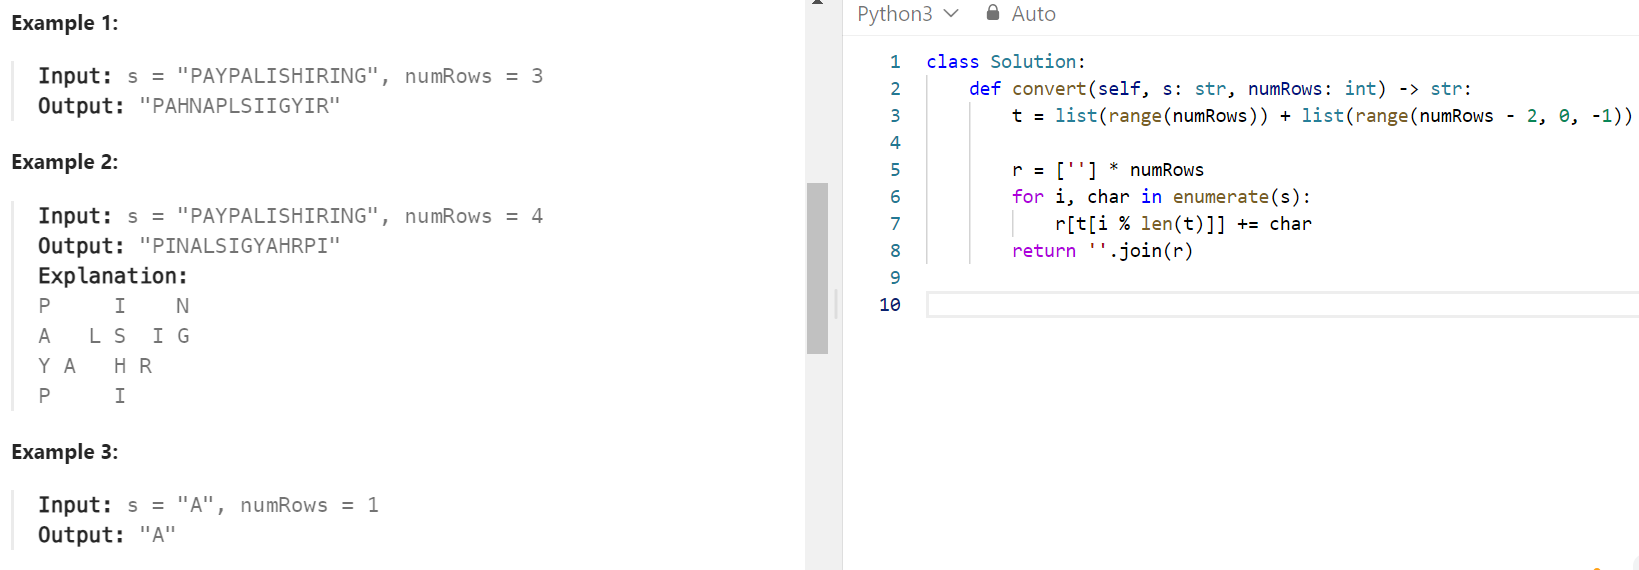 Example 1:
Input: s = "PAYPALISHIRING", numRows = 3
Output: "PAHNAPLSIIGYIR"
Example 2:
Input: s = "PAYPALISHIRING", numRows = 4
Output: "PINALSIGYAHRPI"
Explanation:
P     I    N
A   L S  I G
Y A   H R
P     I
Example 3:
Input: s = "A", numRows = 1
Output: "A"
Python3 Auto
1 class Solution:
2     def convert(self, s: str, numRows: int) -> str:
3         t = list(range(numRows)) + list(range(numRows - 2, 0, -1))
4
5         r = [''] * numRows
6         for i, char in enumerate(s):
7             r[t[i % len(t)]] += char
8         return ''.join(r)
9
10